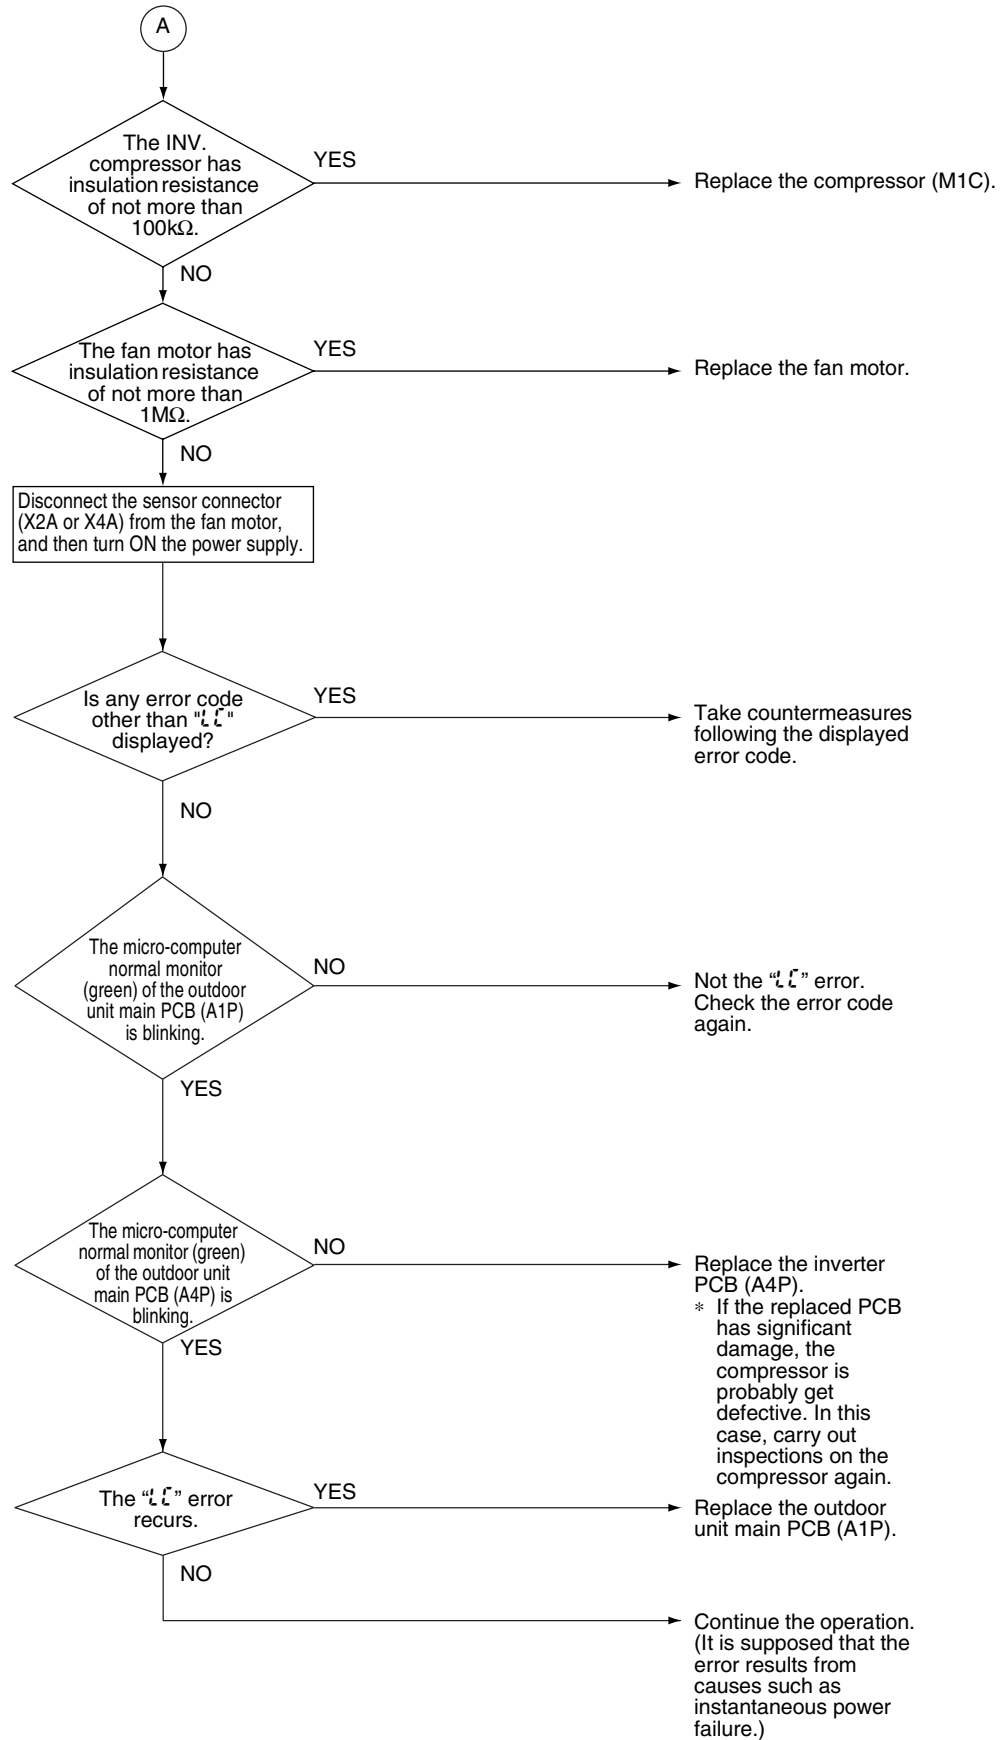 A
The INV.
compressor has
insulation resistance
of not more than
100kΩ.
YES
Replace the compressor (M1C).
NO
The fan motor has
insulation resistance
of not more than
1MΩ.
YES
Replace the fan motor.
NO
Disconnect the sensor connector
(X2A or X4A) from the fan motor,
and then turn ON the power supply.
Is any error code
other than "LC"
displayed?
YES
Take countermeasures
following the displayed
error code.
NO
The micro-computer
normal monitor
(green) of the outdoor
unit main PCB (A1P)
is blinking.
NO
Not the “LC” error.
Check the error code
again.
YES
The micro-computer
normal monitor (green)
of the outdoor unit
main PCB (A4P) is
blinking.
NO
Replace the inverter
PCB (A4P).
* If the replaced PCB
has significant
damage, the
compressor is
probably get
defective. In this
case, carry out
inspections on the
compressor again.
YES
The “LC” error
recurs.
YES
Replace the outdoor
unit main PCB (A1P).
NO
Continue the operation.
(It is supposed that the
error results from
causes such as
instantaneous power
failure.)